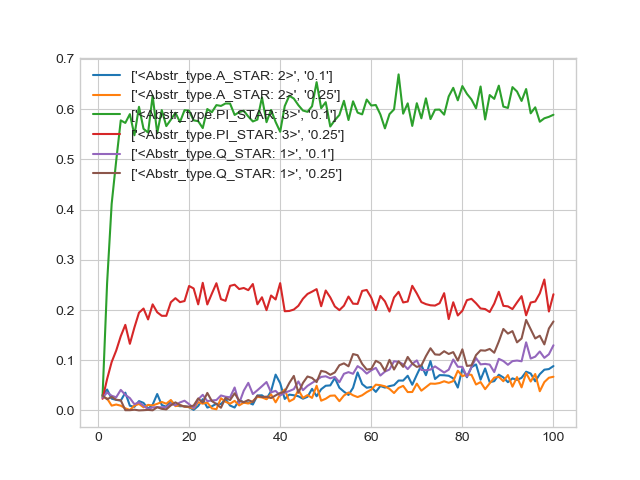 0.7
0.6
0.5
0.4
0.3
0.2
0.1
0.0
['<Abstr_type.A_STAR: 2>', '0.1']
['<Abstr_type.A_STAR: 2>', '0.25']
['<Abstr_type.PI_STAR: 3>', '0.1']
['<Abstr_type.PI_STAR: 3>', '0.25']
['<Abstr_type.Q_STAR: 1>', '0.1']
['<Abstr_type.Q_STAR: 1>', '0.25']
0 20 40 60 80 100